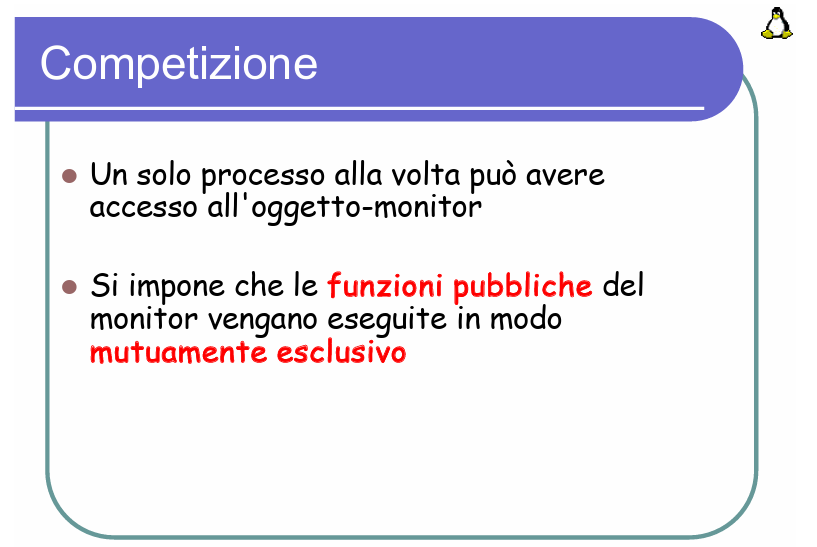 Competizione
Un solo processo alla volta può avere
accesso all'oggetto-monitor
Si impone che le funzioni pubbliche del
monitor vengano eseguite in modo
mutuamente esclusivo